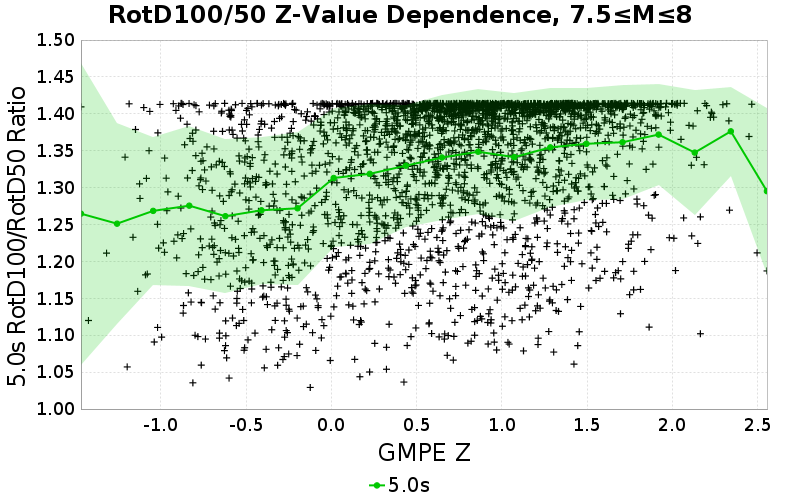 RotD100/50 Z-Value Dependence, 7.5≤M≤8
5.0s RotD100/RotD50 Ratio
1.50
1.45
1.40
1.35
1.30
1.25
1.20
1.15
1.10
1.05
1.00
-1.0 -0.5 0.0 0.5 1.0 1.5 2.0 2.5
GMPE Z
5.0s